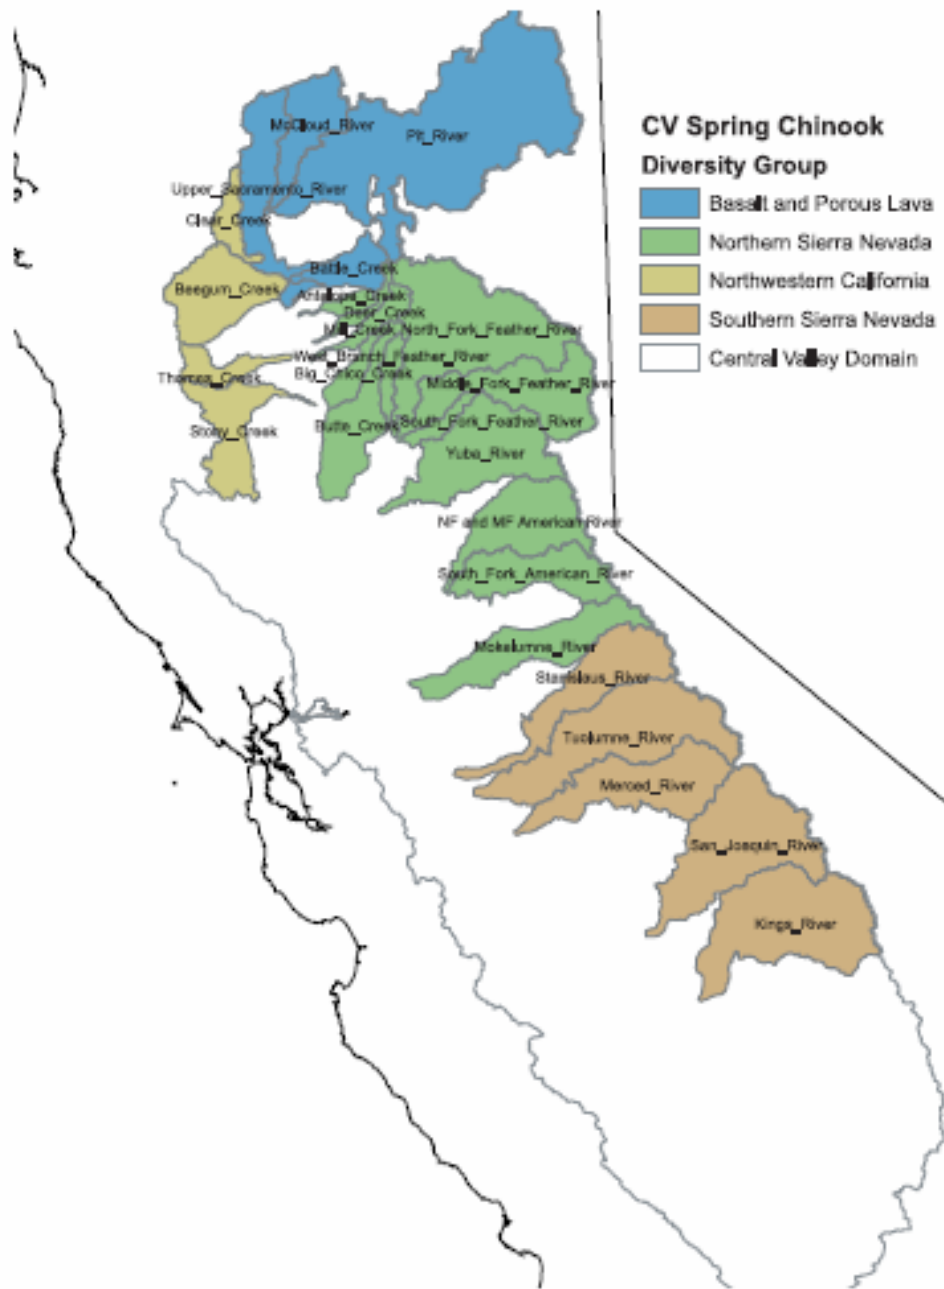 CV Spring Chinook
Diversity Group
Basalt and Porous Lava
Northern Sierra Nevada
Northwestern California
Southern Sierra Nevada
Central Valley Domain
McCloud_River
Pit_River
Upper_Sacramento_River
Clear_Creek
Battle_Creek
Beegum_Creek
Antelope_Creek
Deer_Creek
Mill_Creek
North_Fork_Feather_River
West_Branch_Feather_River
Big_Chico_Creek
Thomes_Creek
Middle_Fork_Feather_River
South_Fork_Feather_River
Butte_Creek
Stony_Creek
Yuba_River
NF and MF American River
South_Fork_American_River
Mokelumne_River
Stanislaus_River
Tuolumne_River
Merced_River
San_Joaquin_River
Kings_River